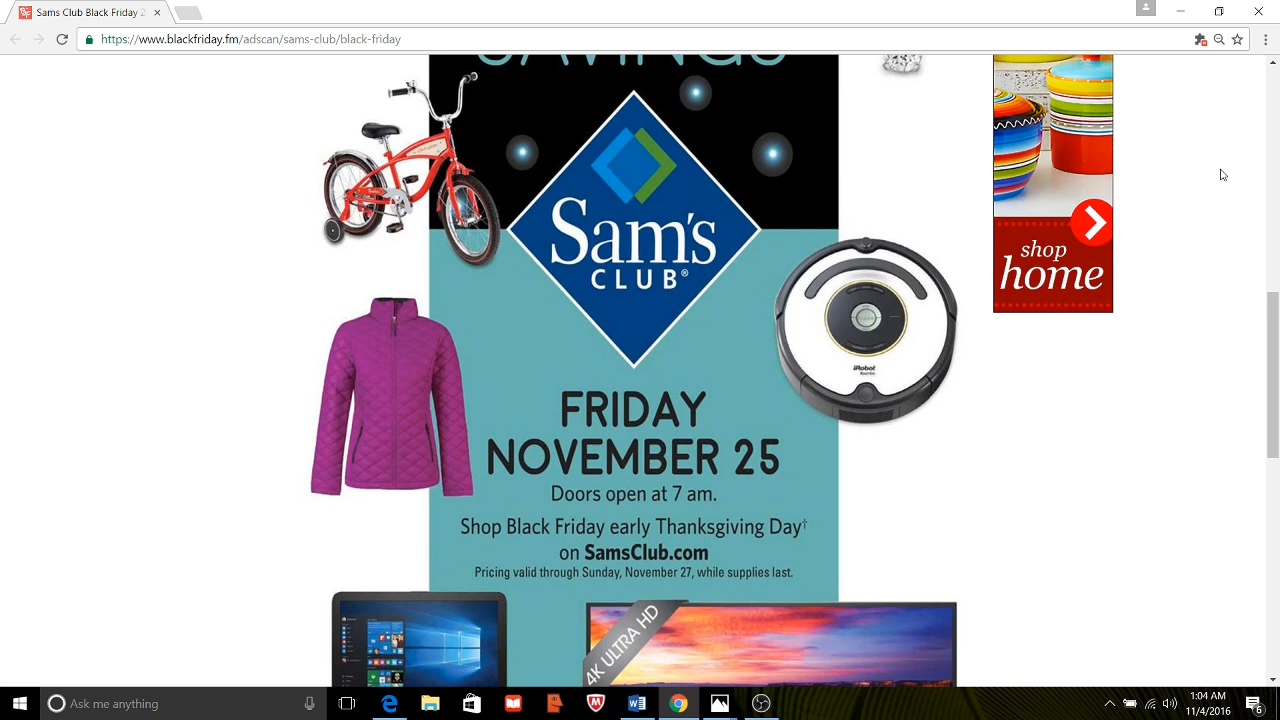 Sams Club Black Friday 2
https://www.blackfriday.fm/adscan/sams-club/black-friday
SAVINGS
Sam's
CLUB®
iRobot
FRIDAY
NOVEMBER 25
Doors open at 7 am.
Shop Black Friday early Thanksgiving Day†
on SamsClub.com
Pricing valid through Sunday, November 27, while supplies last.
4K ULTRA HD
shop
home
Ask me anything
1:04 AM
11/4/2016